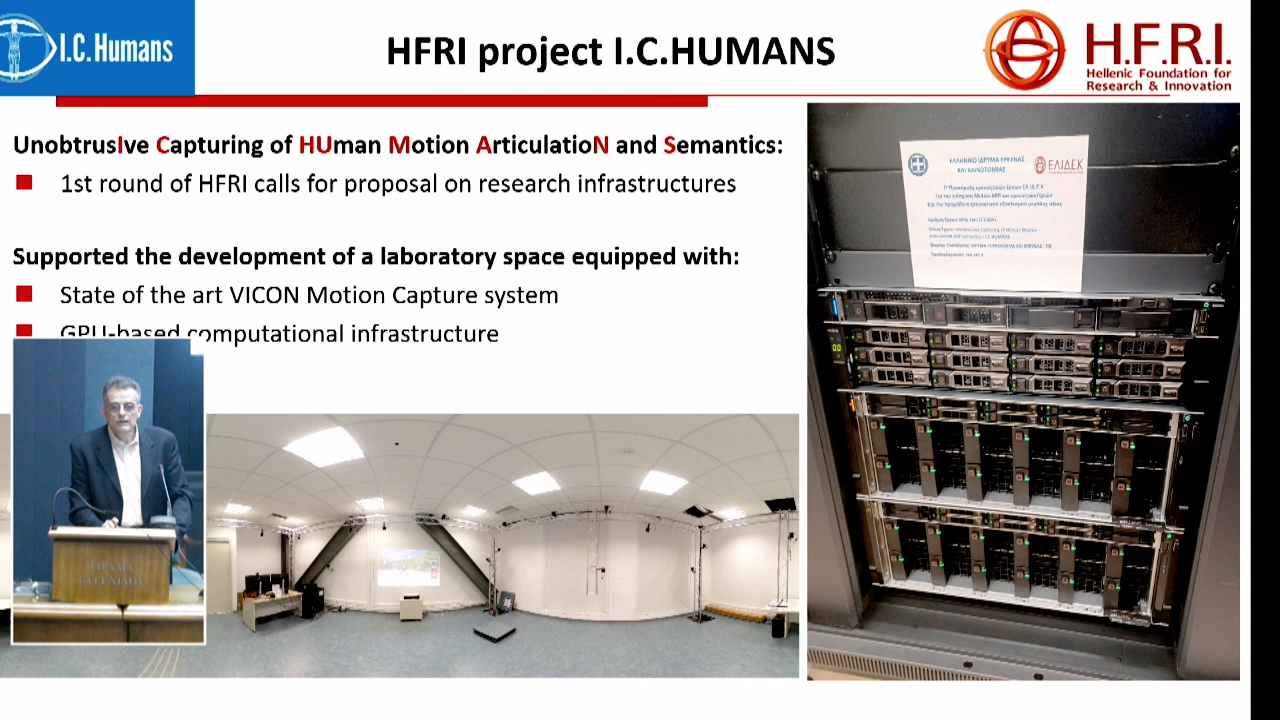 I.C.Humans
HFRI project I.C.HUMANS
H.F.R.I.
Hellenic Foundation for
Research & Innovation
UnobtrusIve Capturing of HUman Motion ArticulatioN and Semantics:
1st round of HFRI calls for proposal on research infrastructures
Supported the development of a laboratory space equipped with:
State of the art VICON Motion Capture system
GPU-based computational infrastructure
ΕΛΛΗΝΙΚΟ ΙΔΡΥΜΑ ΕΡΕΥΝΑΣ
ΚΑΙ ΚΑΙΝΟΤΟΜΙΑΣ
ΕΛΙΔΕΚ
ΙΔΡΥΜΑ
ΕΥΓΕΝΙΔΟΥ